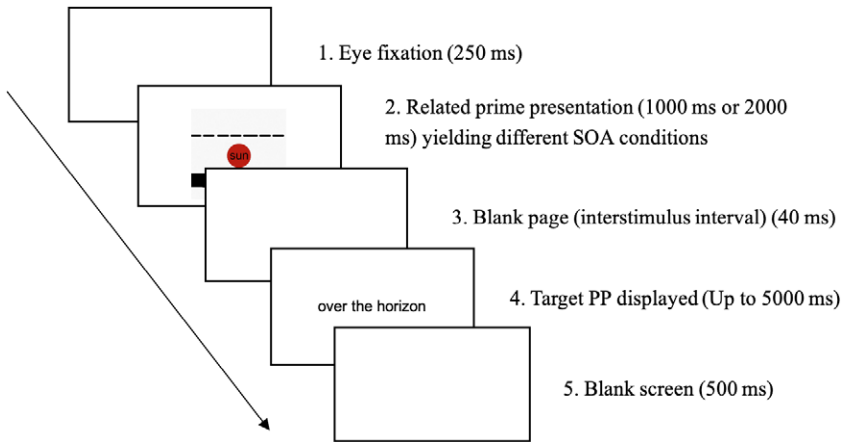 1. Eye fixation (250 ms)
2. Related prime presentation (1000 ms or 2000
ms) yielding different SOA conditions
sun
3. Blank page (interstimulus interval) (40 ms)
over the horizon
4. Target PP displayed (Up to 5000 ms)
5. Blank screen (500 ms)